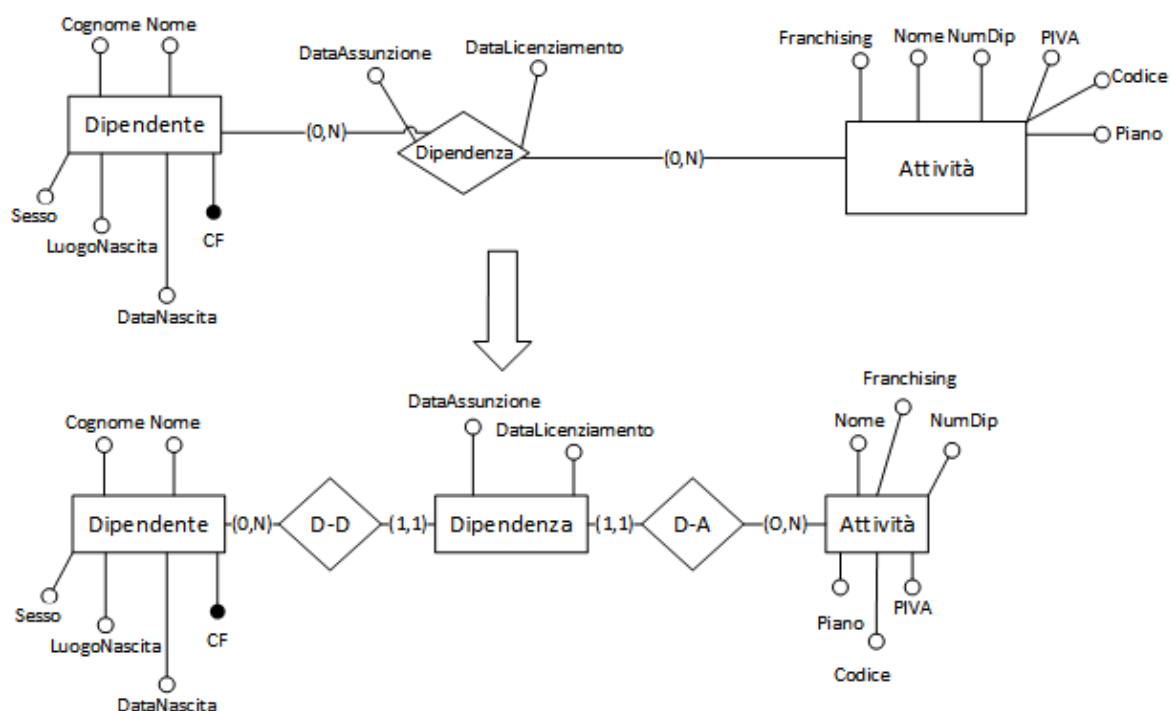 Cognome Nome
DataAssunzione
DataLicenziamento
Franchising
Nome NumDip
PIVA
Codice
Piano
Dipendente
(0,N)
Dipendenza
(0,N)
Attività
Sesso
LuogoNascita
CF
DataNascita
DataAssunzione
DataLicenziamento
Franchising
Cognome Nome
Nome
NumDip
Dipendente
(0,N)
D-D
(1,1)
Dipendenza
(1,1)
D-A
(0,N)
Attività
Sesso
LuogoNascita
CF
DataNascita
Piano
PIVA
Codice